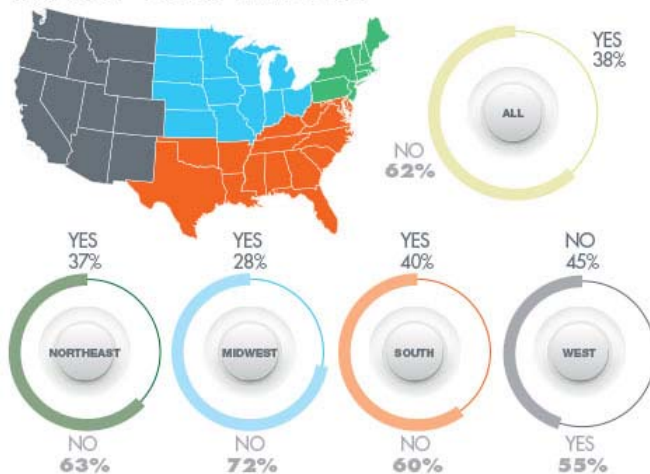 YES
38%
ALL
NO
62%
YES
37%
NORTHEAST
NO
63%
YES
28%
MIDWEST
NO
72%
YES
40%
SOUTH
NO
60%
NO
45%
WEST
YES
55%